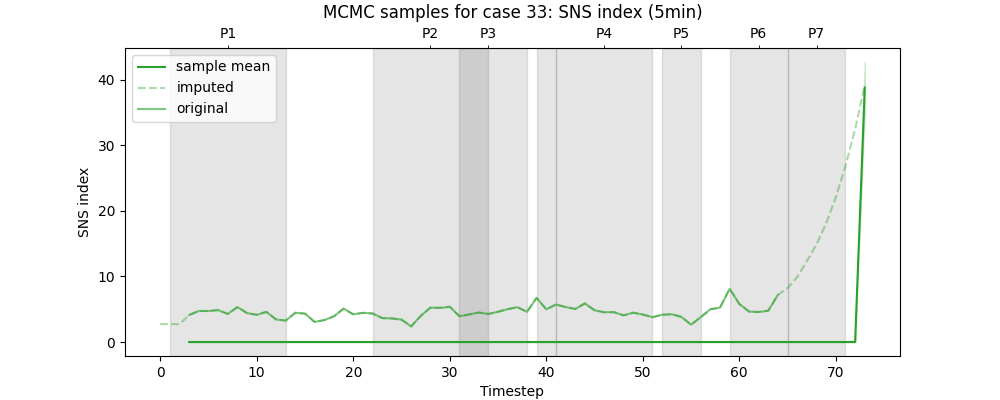 MCMC samples for case 33: SNS index (5min)
P1 P2 P3 P4 P5 P6 P7
sample mean
imputed
original
40
30
20
10
0
SNS index
0 10 20 30 40 50 60 70
Timestep